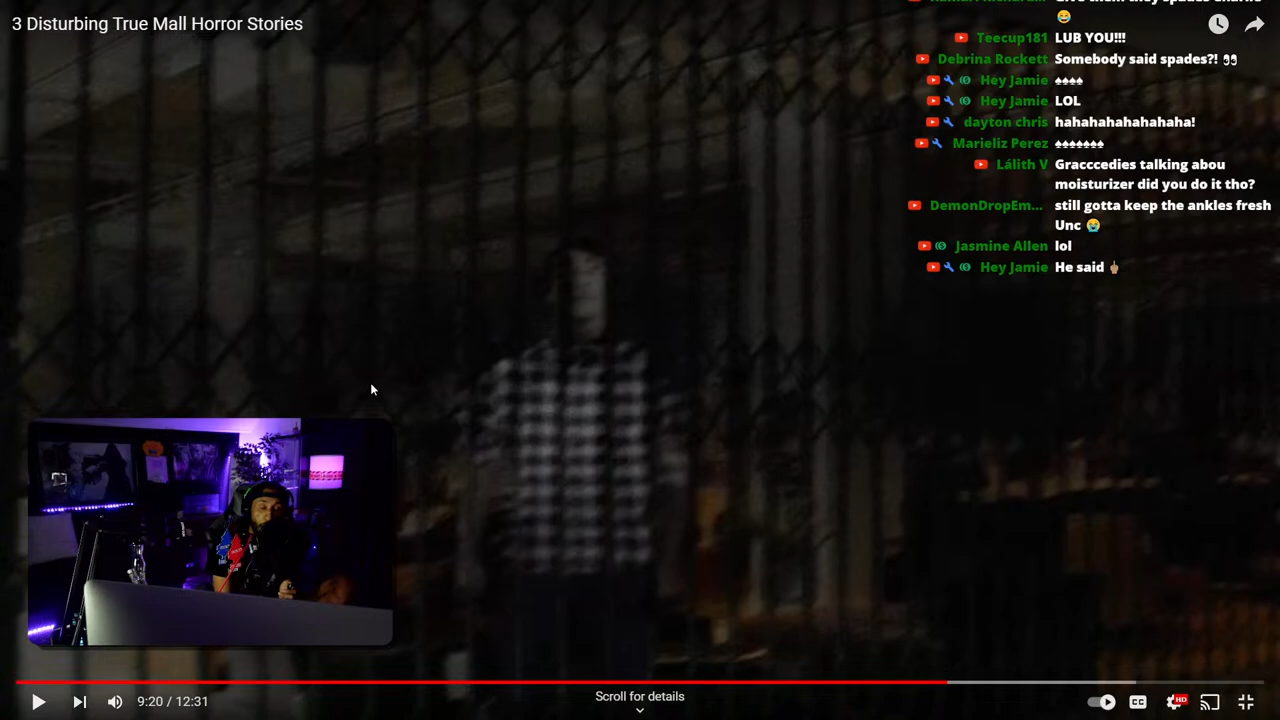 3 Disturbing True Mall Horror Stories
😂
Teecup181 LUB YOU!!!
Debrina Rockett Somebody said spades?! 👀
Hey Jamie ♠♠♠♠
Hey Jamie LOL
dayton chris hahahahahahahaha!
Marieliz Perez ♠♠♠♠♠♠♠
Lálith V Gracccedies talking abou
moisturizer did you do it tho?
DemonDropEm... still gotta keep the ankles fresh
Unc 😭
Jasmine Allen lol
Hey Jamie He said 🖕🏽
9:20 / 12:31
Scroll for details
CC
HD